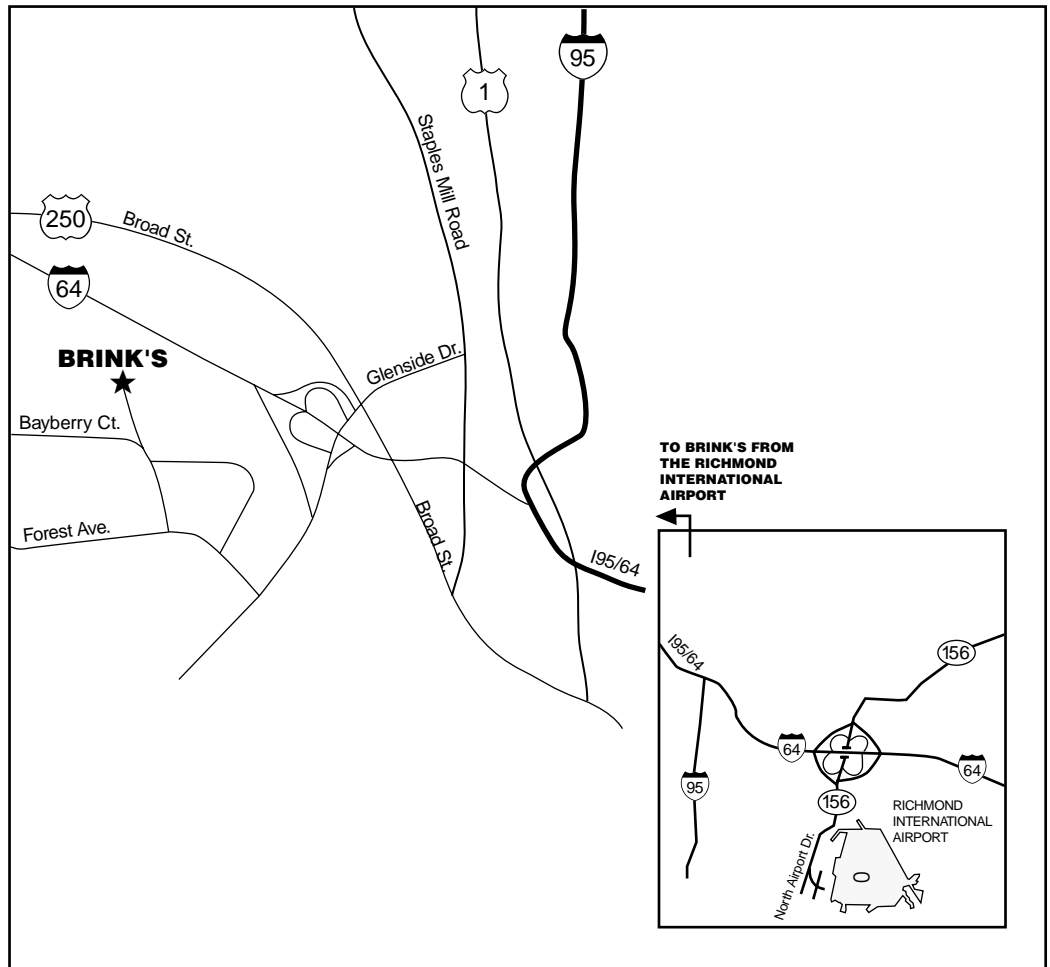 95
1
Staples Mill Road
250
Broad St.
64
BRINK'S
Glenside Dr.
Bayberry Ct.
Forest Ave.
Broad St.
I95/64
TO BRINK'S FROM
THE RICHMOND
INTERNATIONAL
AIRPORT
I95/64
156
64
64
95
156
RICHMOND
INTERNATIONAL
AIRPORT
North Airport Dr.